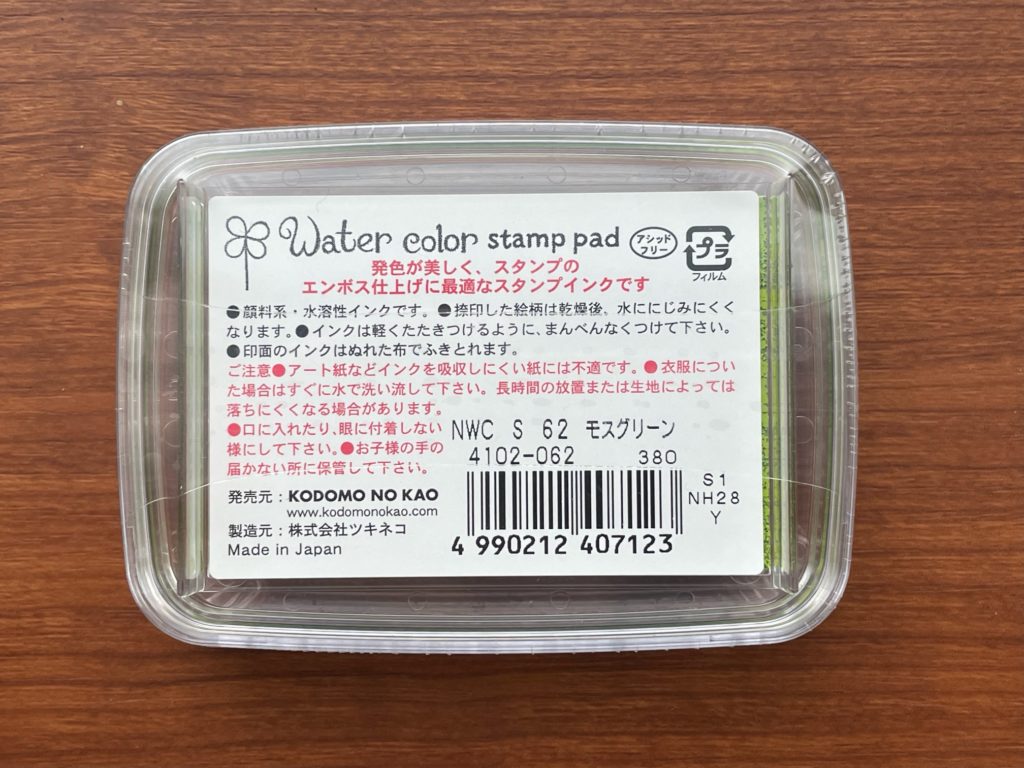 Water color stamp pad アシッドフリー プラ
フィルム
発色が美しく、スタンプの
エンボス仕上げに最適なスタンプインクです
●顔料系・水溶性インクです。●捺印した絵柄は乾燥後、水ににじみにくく
なります。●インクは軽くたたきつけるように、まんべんなくつけて下さい。
●印面のインクはぬれた布でふきとれます。
ご注意●アート紙などインクを吸収しにくい紙には不適です。●衣服につい
た場合はすぐに水で洗い流して下さい。長時間の放置または生地によっては
落ちにくくなる場合があります。
●口に入れたり、眼に付着しない
様にして下さい。●お子様の手の
届かない所に保管して下さい。
発売元：KODOMO NO KAO
www.kodomonokao.com
製造元：株式会社ツキネコ
Made in Japan
NWC S 62 モスグリーン
4102-062 380
S1
NH28
Y
4 990212 407123